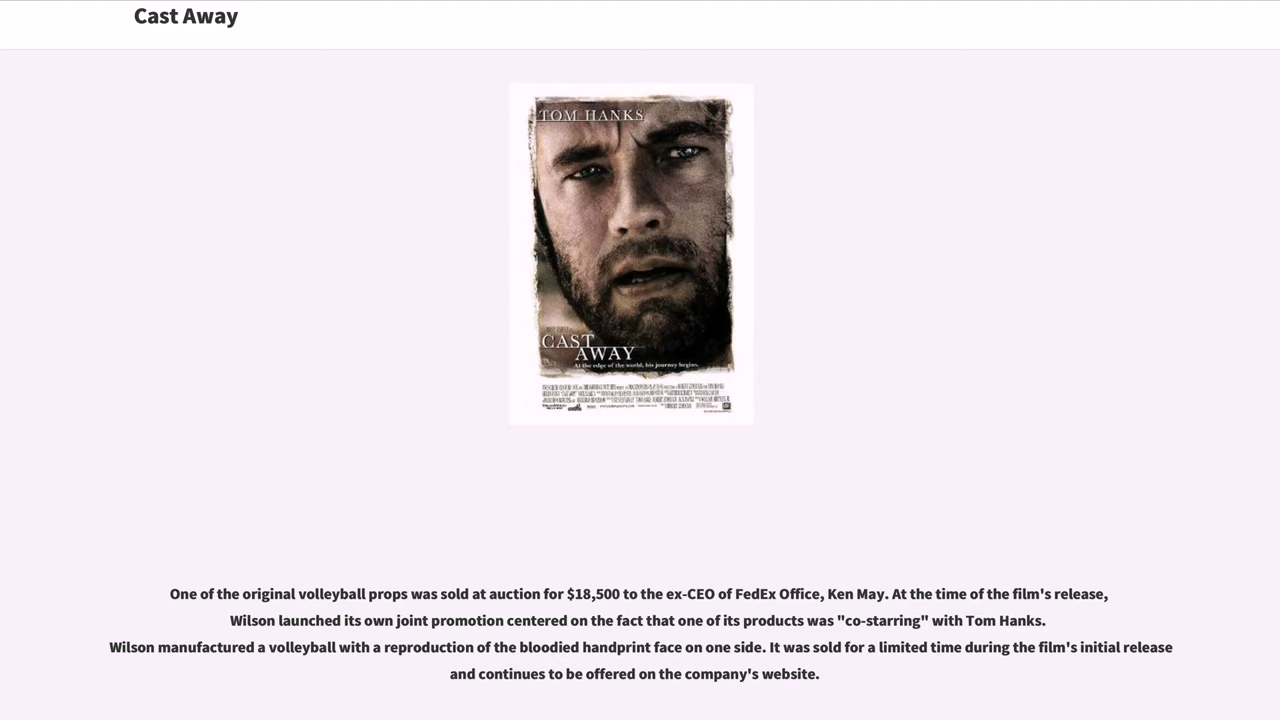 Cast Away
TOM HANKS
CAST
AWAY
At the edge of the world, his journey begins.
One of the original volleyball props was sold at auction for $18,500 to the ex-CEO of FedEx Office, Ken May. At the time of the film's release,
Wilson launched its own joint promotion centered on the fact that one of its products was "co-starring" with Tom Hanks.
Wilson manufactured a volleyball with a reproduction of the bloodied handprint face on one side. It was sold for a limited time during the film's initial release
and continues to be offered on the company's website.